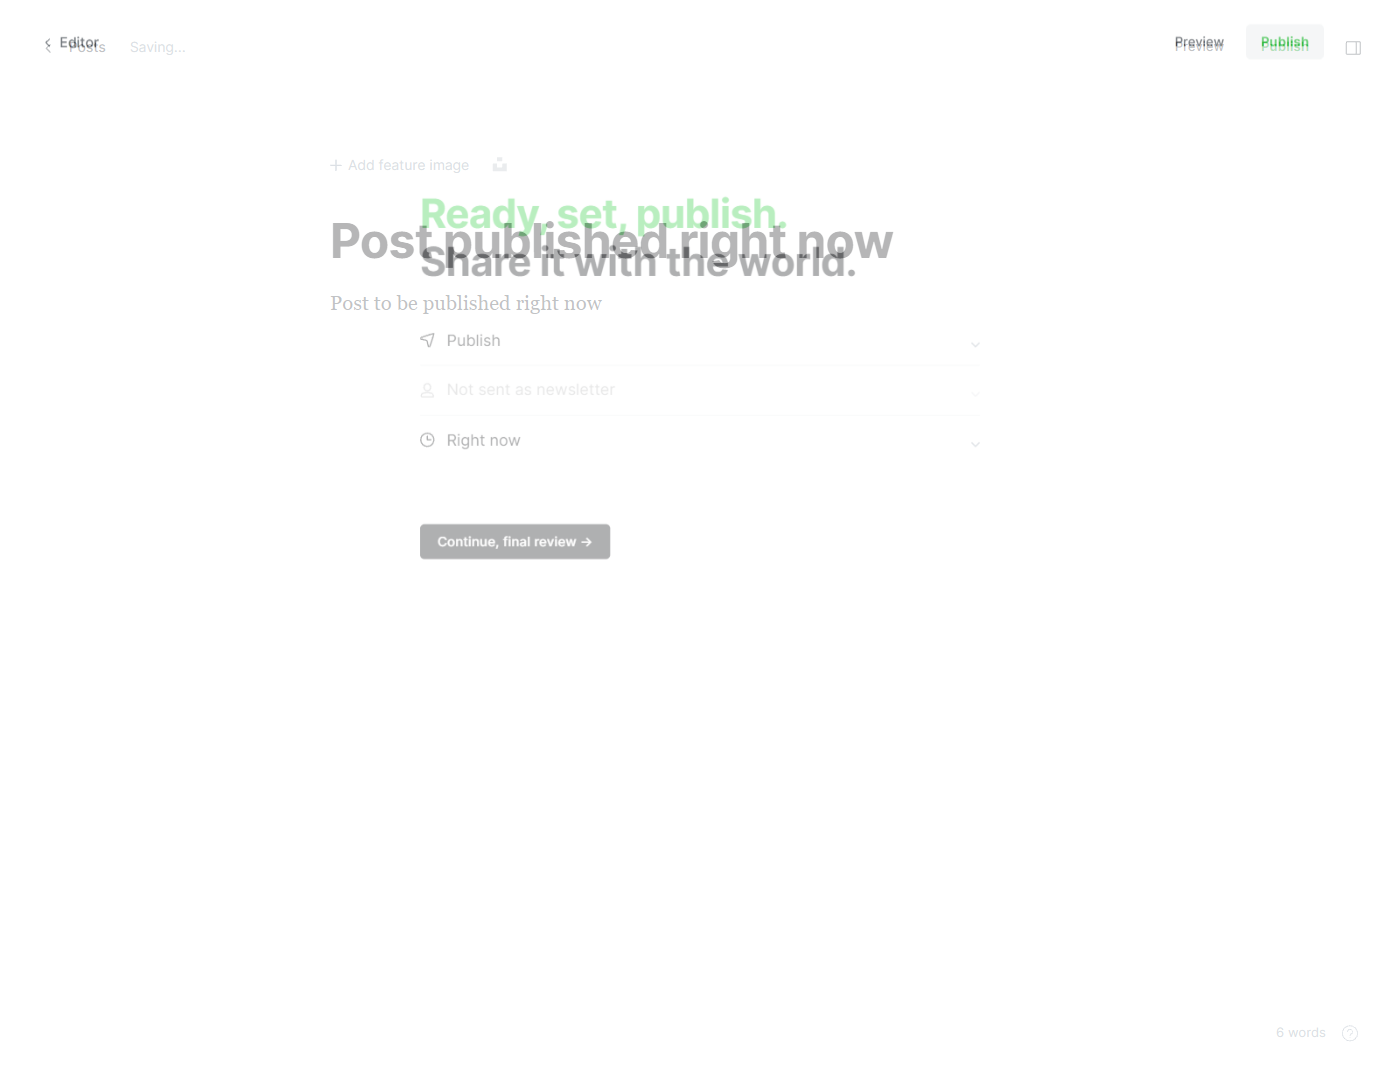 Editor
Posts Saving...
Preview Publish
Preview Publish
Add feature image
Ready, set, publish.
Post published right now
Share it with the world.
Post to be published right now
Publish
Not sent as newsletter
Right now
Continue, final review →
6 words